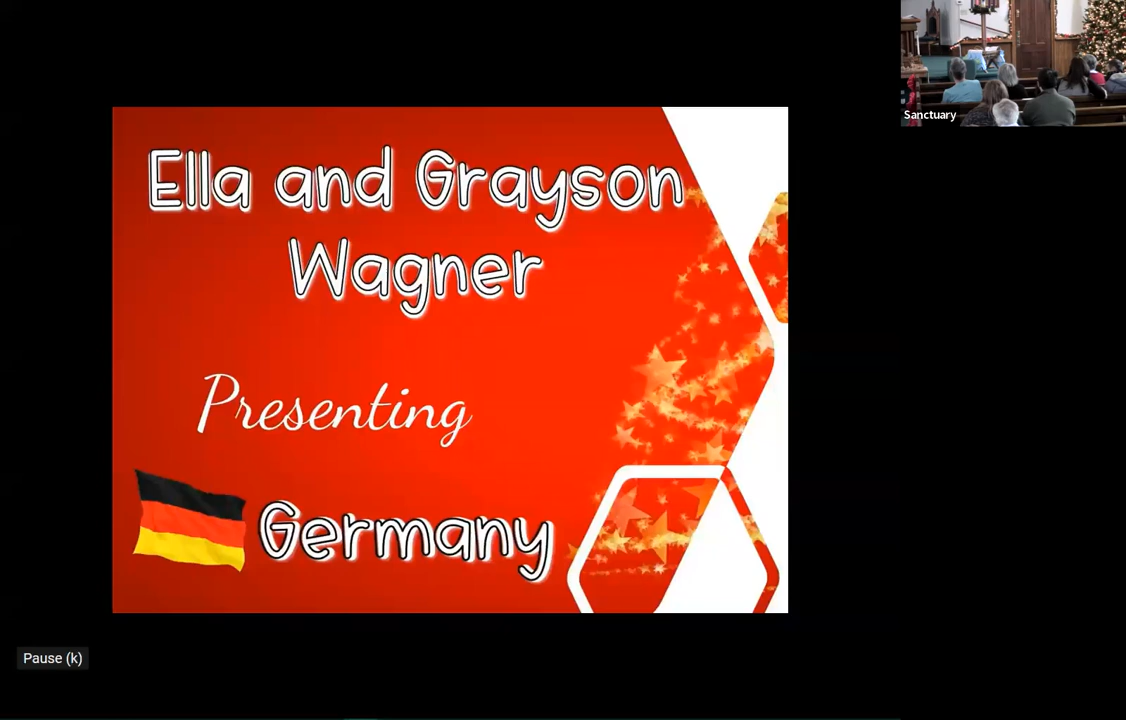 Ella and Grayson
Wagner
Presenting
Germany
Sanctuary
Pause (k)